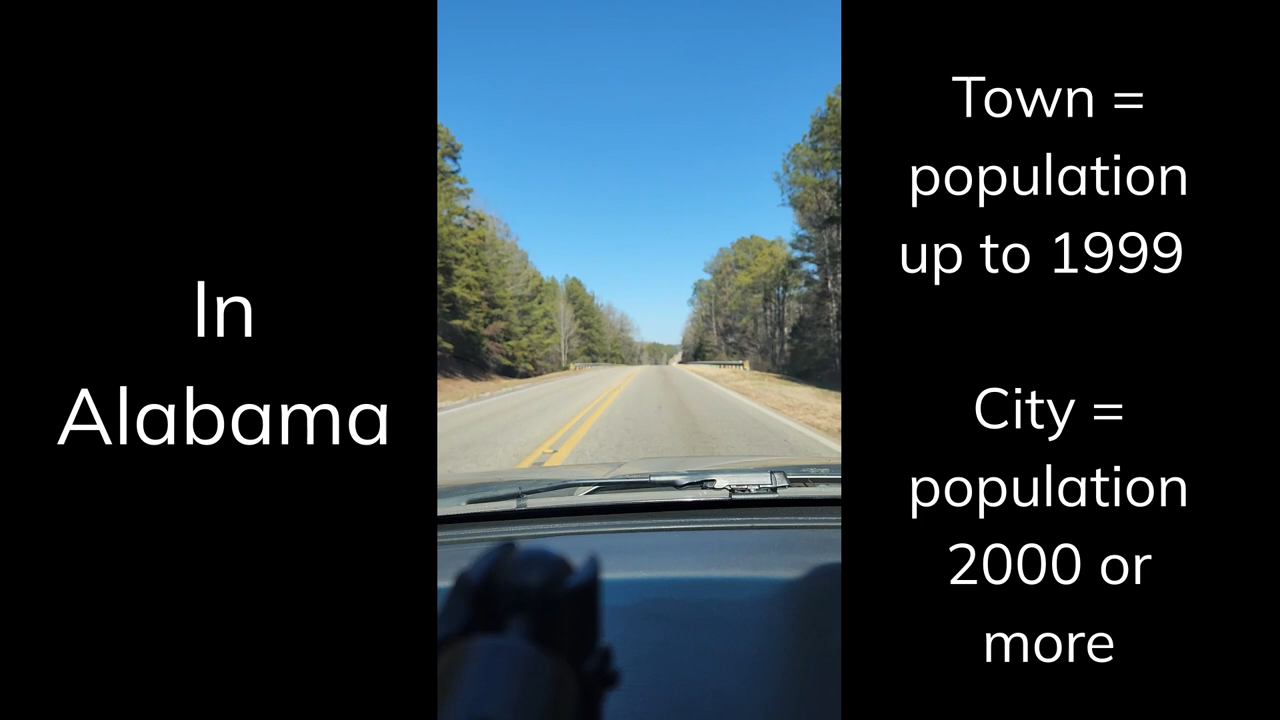 In
Alabama
Town =
population
up to 1999
City =
population
2000 or
more